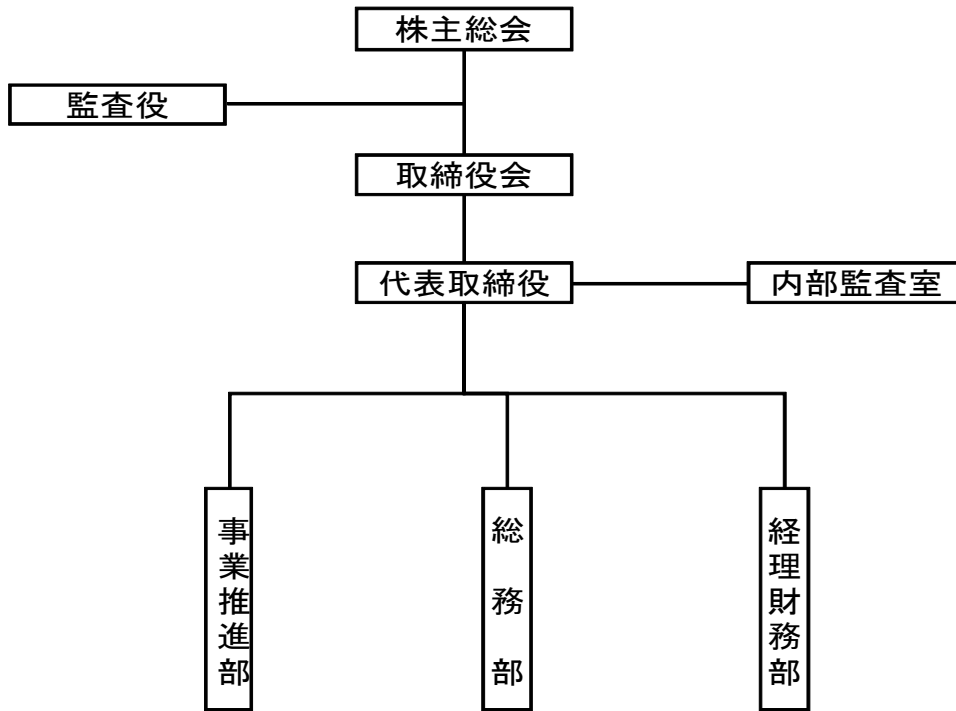 株主総会
監査役
取締役会
代表取締役
内部監査室
事業推進部
総務部
経理財務部